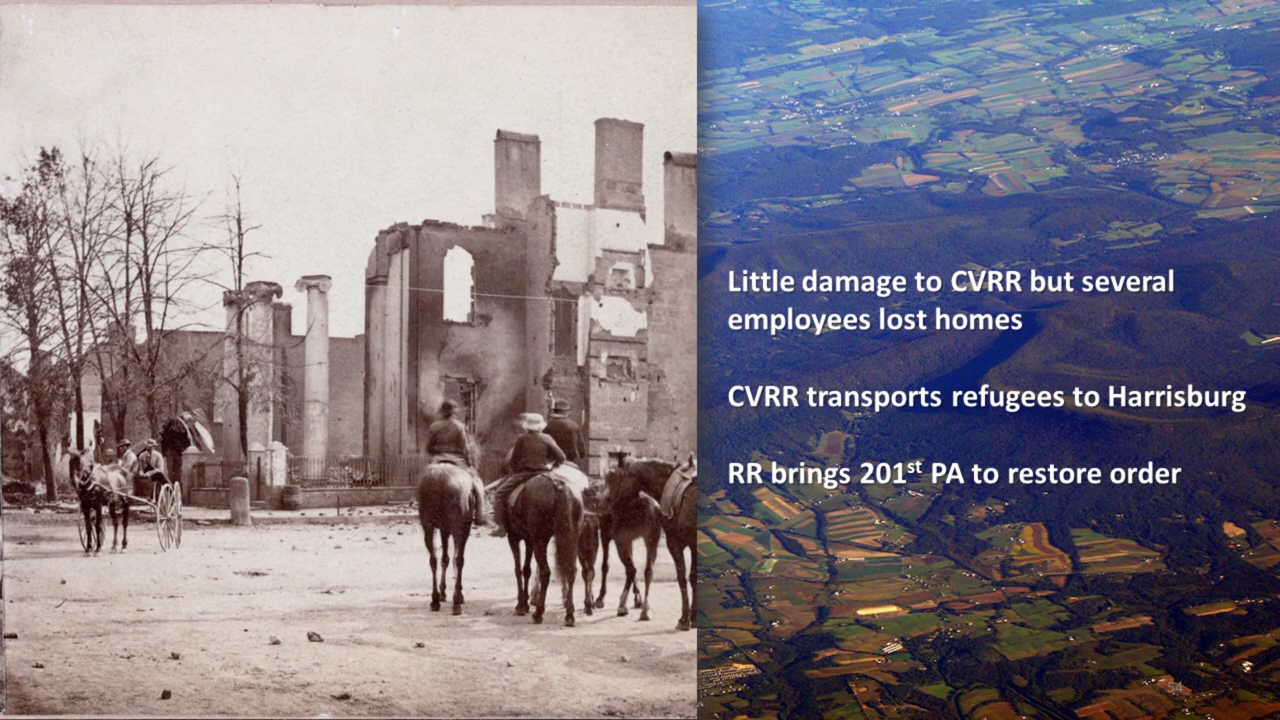 Little damage to CVRR but several
employees lost homes
CVRR transports refugees to Harrisburg
RR brings 201st PA to restore order
54